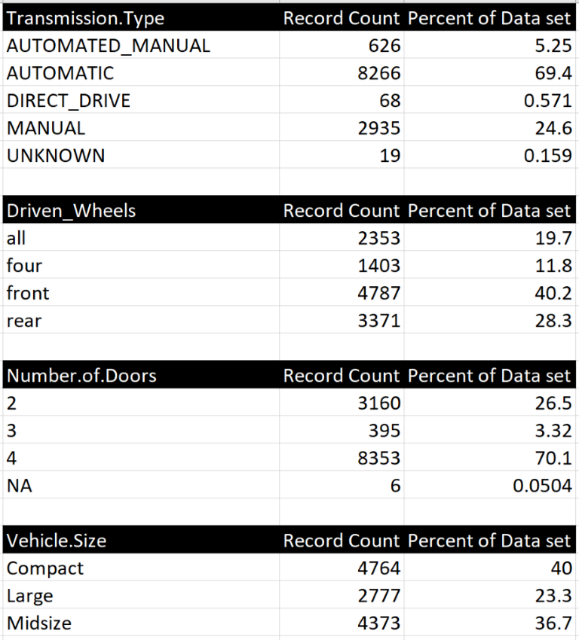 Transmission.Type Record Count Percent of Data set
AUTOMATED_MANUAL 626 5.25
AUTOMATIC 8266 69.4
DIRECT_DRIVE 68 0.571
MANUAL 2935 24.6
UNKNOWN 19 0.159
Driven_Wheels Record Count Percent of Data set
all 2353 19.7
four 1403 11.8
front 4787 40.2
rear 3371 28.3
Number.of.Doors Record Count Percent of Data set
2 3160 26.5
3 395 3.32
4 8353 70.1
NA 6 0.0504
Vehicle.Size Record Count Percent of Data set
Compact 4764 40
Large 2777 23.3
Midsize 4373 36.7